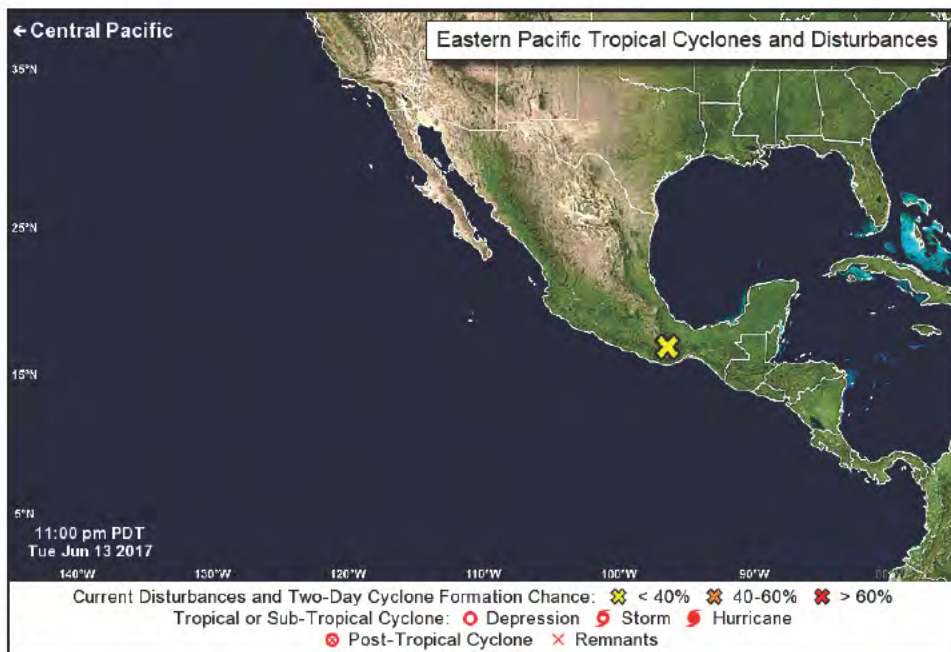 ←Central Pacific
Eastern Pacific Tropical Cyclones and Disturbances
35°N
25°N
15°N
5°N
11:00 pm PDT
Tue Jun 13 2017
140°W 130°W 120°W 110°W 100°W 90°W 80°W
Current Disturbances and Two-Day Cyclone Formation Chance: < 40% 40-60% > 60%
Tropical or Sub-Tropical Cyclone: Depression Storm Hurricane
Post-Tropical Cyclone Remnants